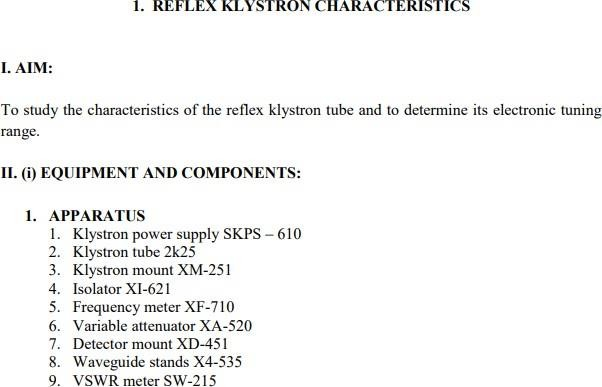 1. REFLEX KLYSTRON CHARACTERISTICS
I. AIM:
To study the characteristics of the reflex klystron tube and to determine its electronic tuning
range.
II. (i) EQUIPMENT AND COMPONENTS:
1. APPARATUS
1. Klystron power supply SKPS – 610
2. Klystron tube 2k25
3. Klystron mount XM-251
4. Isolator XI-621
5. Frequency meter XF-710
6. Variable attenuator XA-520
7. Detector mount XD-451
8. Waveguide stands X4-535
9. VSWR meter SW-215